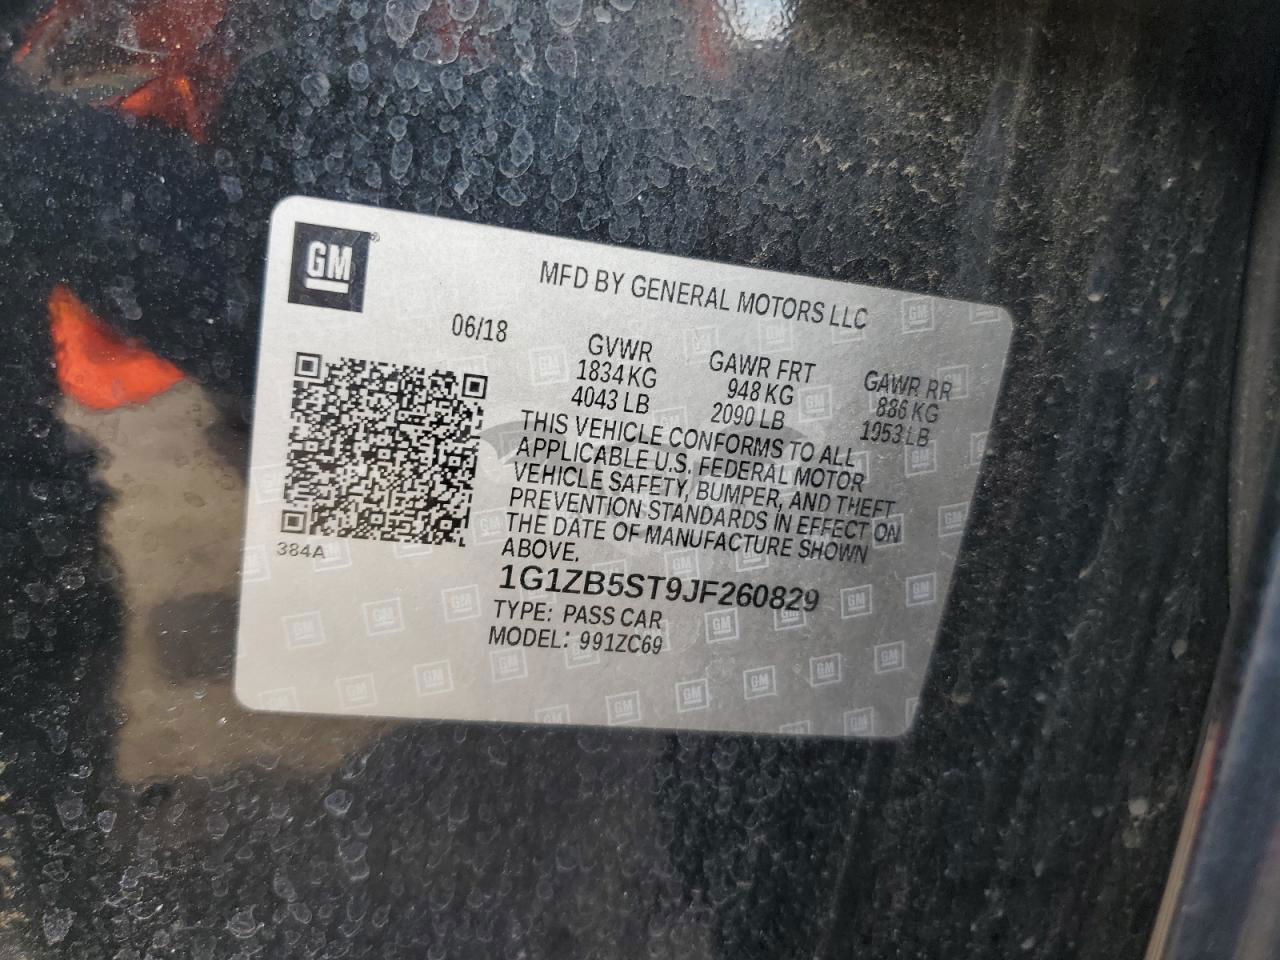 GM
MFD BY GENERAL MOTORS LLC
06/18
GVWR GAWR FRT GAWR RR
1834 KG 948 KG 886 KG
4043 LB 2090 LB 1953 LB
THIS VEHICLE CONFORMS TO ALL
APPLICABLE U.S. FEDERAL MOTOR
VEHICLE SAFETY, BUMPER, AND THEFT
PREVENTION STANDARDS IN EFFECT ON
THE DATE OF MANUFACTURE SHOWN
ABOVE.
384A
1G1ZB5ST9JF260829
TYPE: PASS CAR
MODEL: 991ZC69